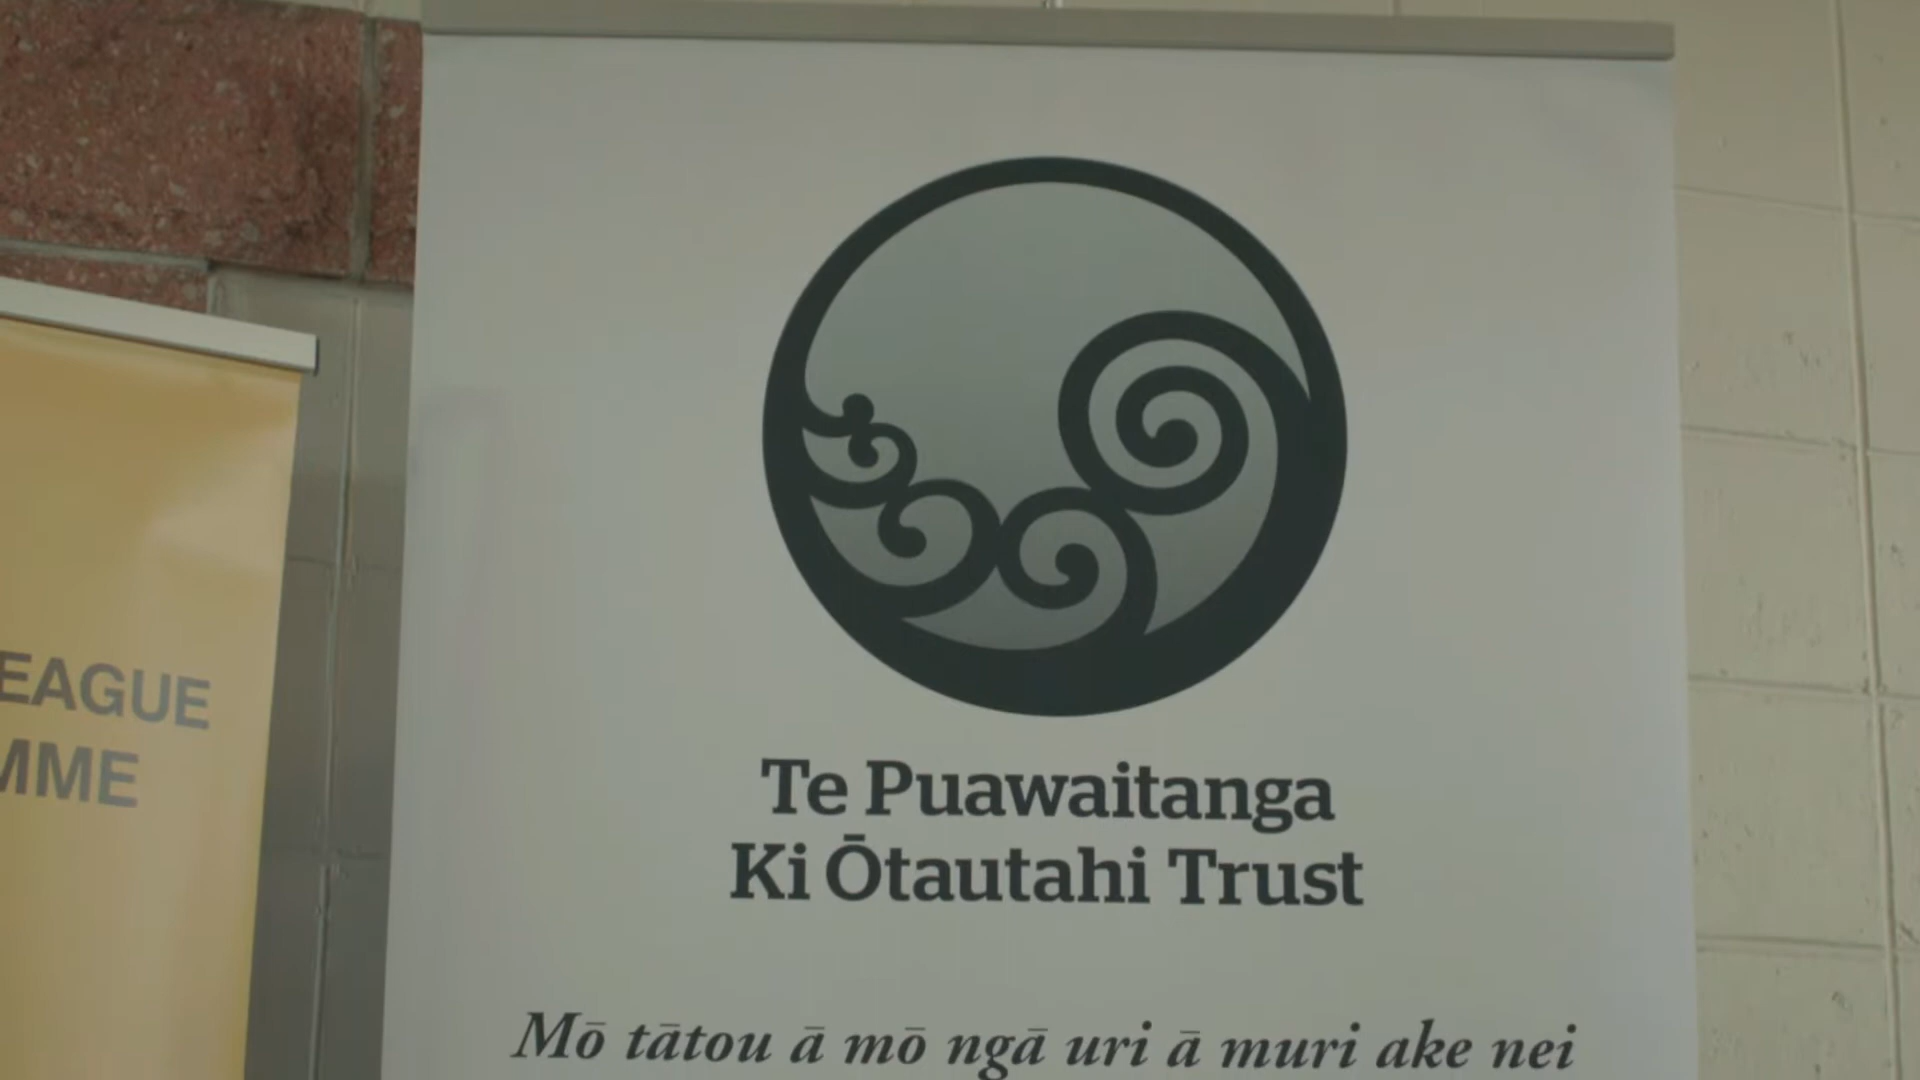 EAGUE
MME
Te Puawaitanga
Ki Ōtautahi Trust
Mō tātou ā mō ngā uri ā muri ake nei